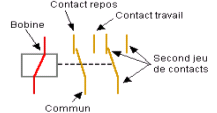 Contact repos
Contact travail
Bobine
Second jeu
de contacts
Commun